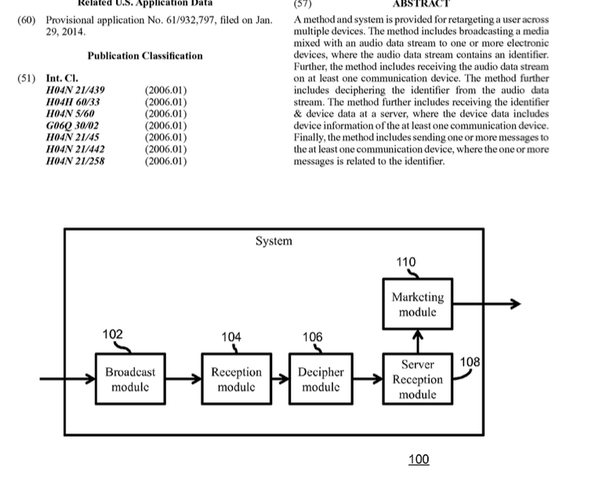 Related U.S. Application Data
(60) Provisional application No. 61/932,797, filed on Jan.
29, 2014.
Publication Classification
(51) Int. Cl.
H04N 21/439 (2006.01)
H04H 60/33 (2006.01)
H04N 5/60 (2006.01)
G06Q 30/02 (2006.01)
H04N 21/45 (2006.01)
H04N 21/442 (2006.01)
H04N 21/258 (2006.01)
(57) ABSTRACT
A method and system is provided for retargeting a user across
multiple devices. The method includes broadcasting a media
mixed with an audio data stream to one or more electronic
devices, where the audio data stream contains an identifier.
Further, the method includes receiving the audio data stream
on at least one communication device. The method further
includes deciphering the identifier from the audio data
stream. The method further includes receiving the identifier
& device data at a server, where the device data includes
device information of the at least one communication device.
Finally, the method includes sending one or more messages to
the at least one communication device, where the one or more
messages is related to the identifier.
System
110
Marketing
module
102
104
106
108
Broadcast
module
Reception
module
Decipher
module
Server
Reception
module
100